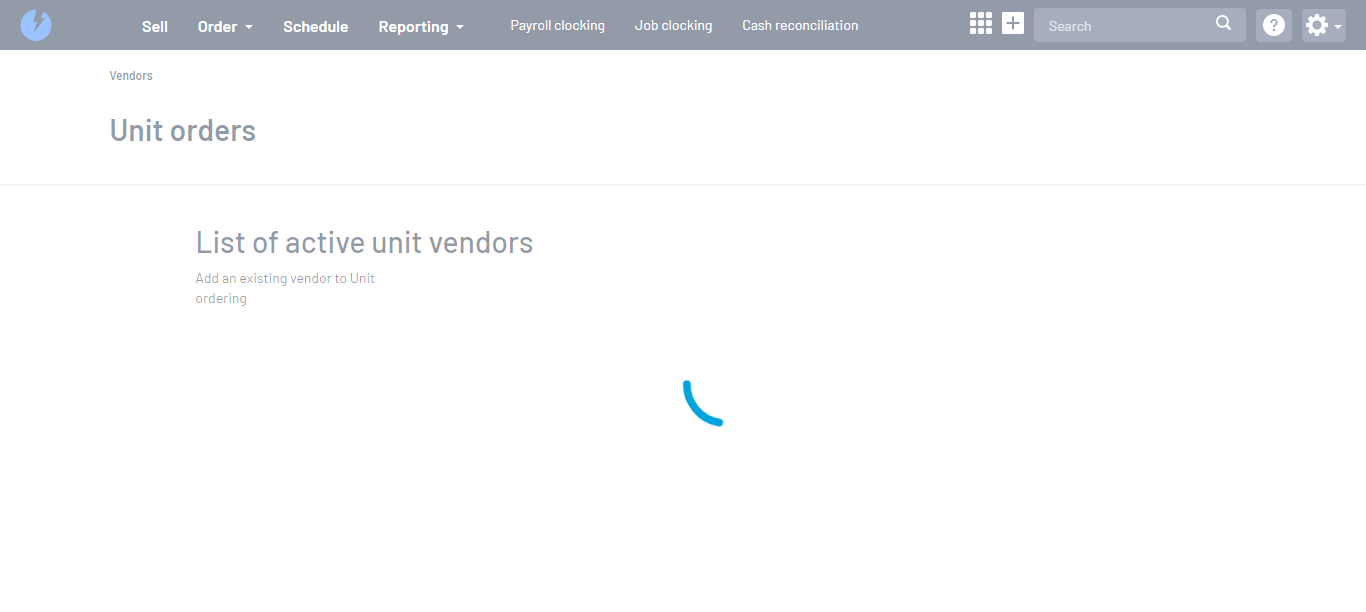 Sell Order Schedule Reporting Payroll clocking Job clocking Cash reconciliation Search ?
Vendors
Unit orders
List of active unit vendors
Add an existing vendor to Unit
ordering